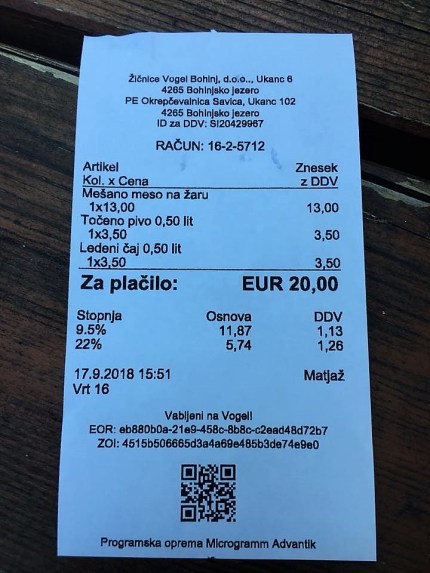 Žičnice Vogel Bohinj, d.o.o.., Ukanc 6
4265 Bohinjsko jezero
PE Okrepčevalnica Savica, Ukanc 102
4265 Bohinjsko jezero
ID za DDV: SI20429967
RAČUN: 16-2-5712
Artikel Znesek
Kol. x Cena z DDV
Mešano meso na žaru
1x13,00 13,00
Točeno pivo 0,50 lit
1x3,50 3,50
Ledeni čaj 0,50 lit
1x3,50 3,50
Za plačilo: EUR 20,00
Stopnja Osnova DDV
9.5% 11,87 1,13
22% 5,74 1,26
17.9.2018 15:51 Matjaž
Vrt 16
Vabljeni na Vogel!
EOR: eb880b0a-21e9-458c-8b8c-c2ead48d72b7
ZOI: 4515b506665d3a4a69e485b3de74e9e0
Programska oprema Microgramm Advantik